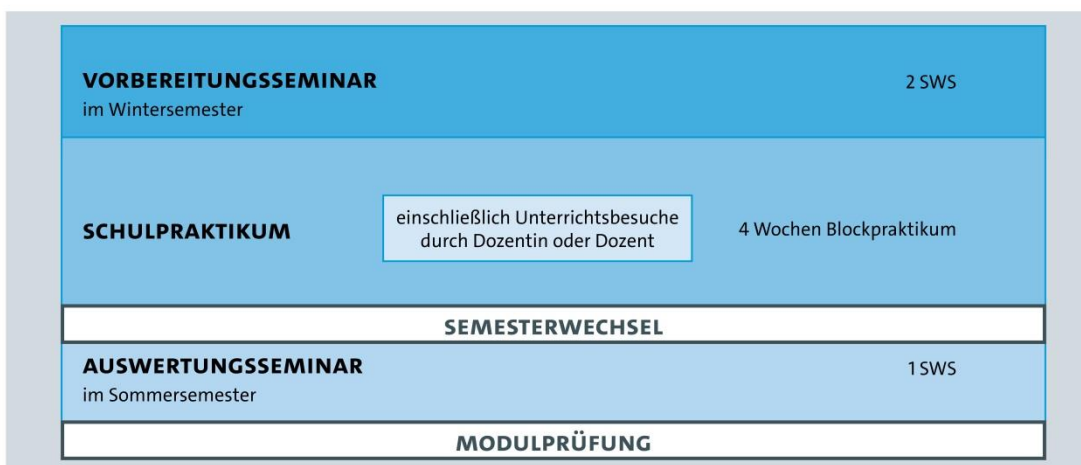 VORBEREITUNGSSEMINAR
2 SWS
im Wintersemester
SCHULPRAKTIKUM
einschließlich Unterrichtsbesuche
durch Dozentin oder Dozent
4 Wochen Blockpraktikum
SEMESTERWECHSEL
AUSWERTUNGSSEMINAR
1 SWS
im Sommersemester
MODULPRÜFUNG